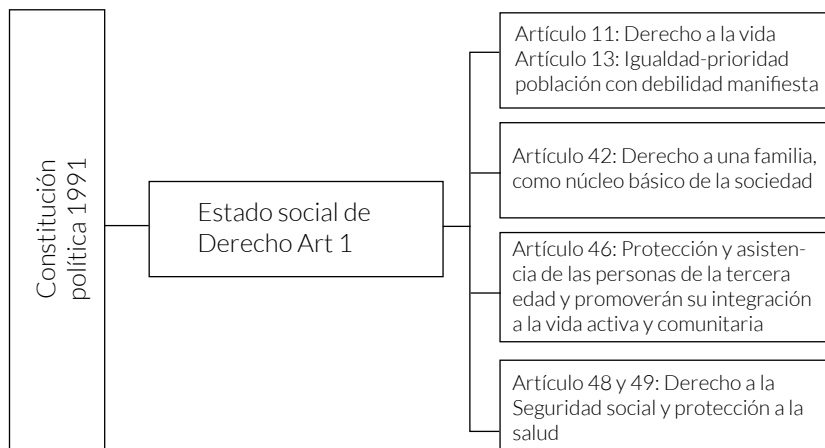 Constitución
política 1991
Estado social de
Derecho Art 1
Artículo 11: Derecho a la vida
Artículo 13: Igualdad-prioridad
población con debilidad manifiesta
Artículo 42: Derecho a una familia,
como núcleo básico de la sociedad
Artículo 46: Protección y asisten-
cia de las personas de la tercera
edad y promoverán su integración
a la vida activa y comunitaria
Artículo 48 y 49: Derecho a la
Seguridad social y protección a la
salud